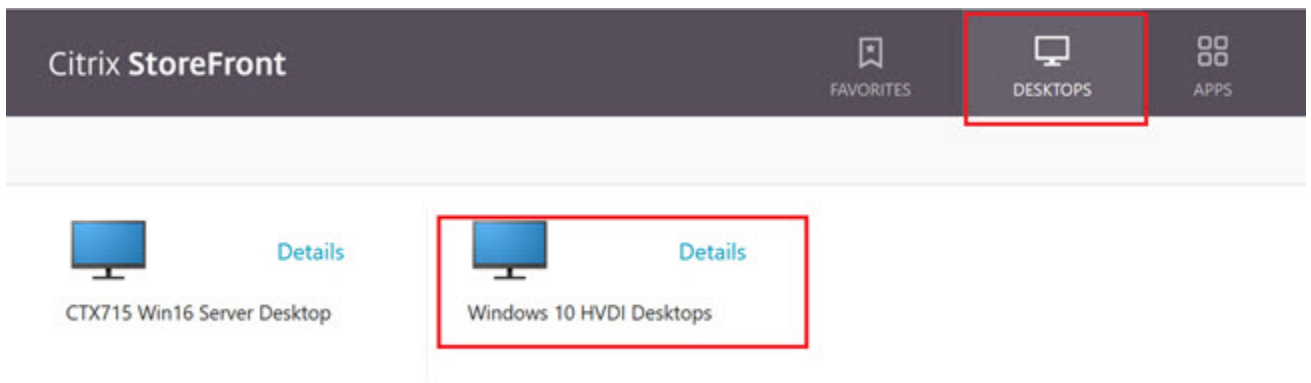 Citrix StoreFront
FAVORITES
DESKTOPS
APPS
Details
CTX715 Win16 Server Desktop
Details
Windows 10 HVDI Desktops